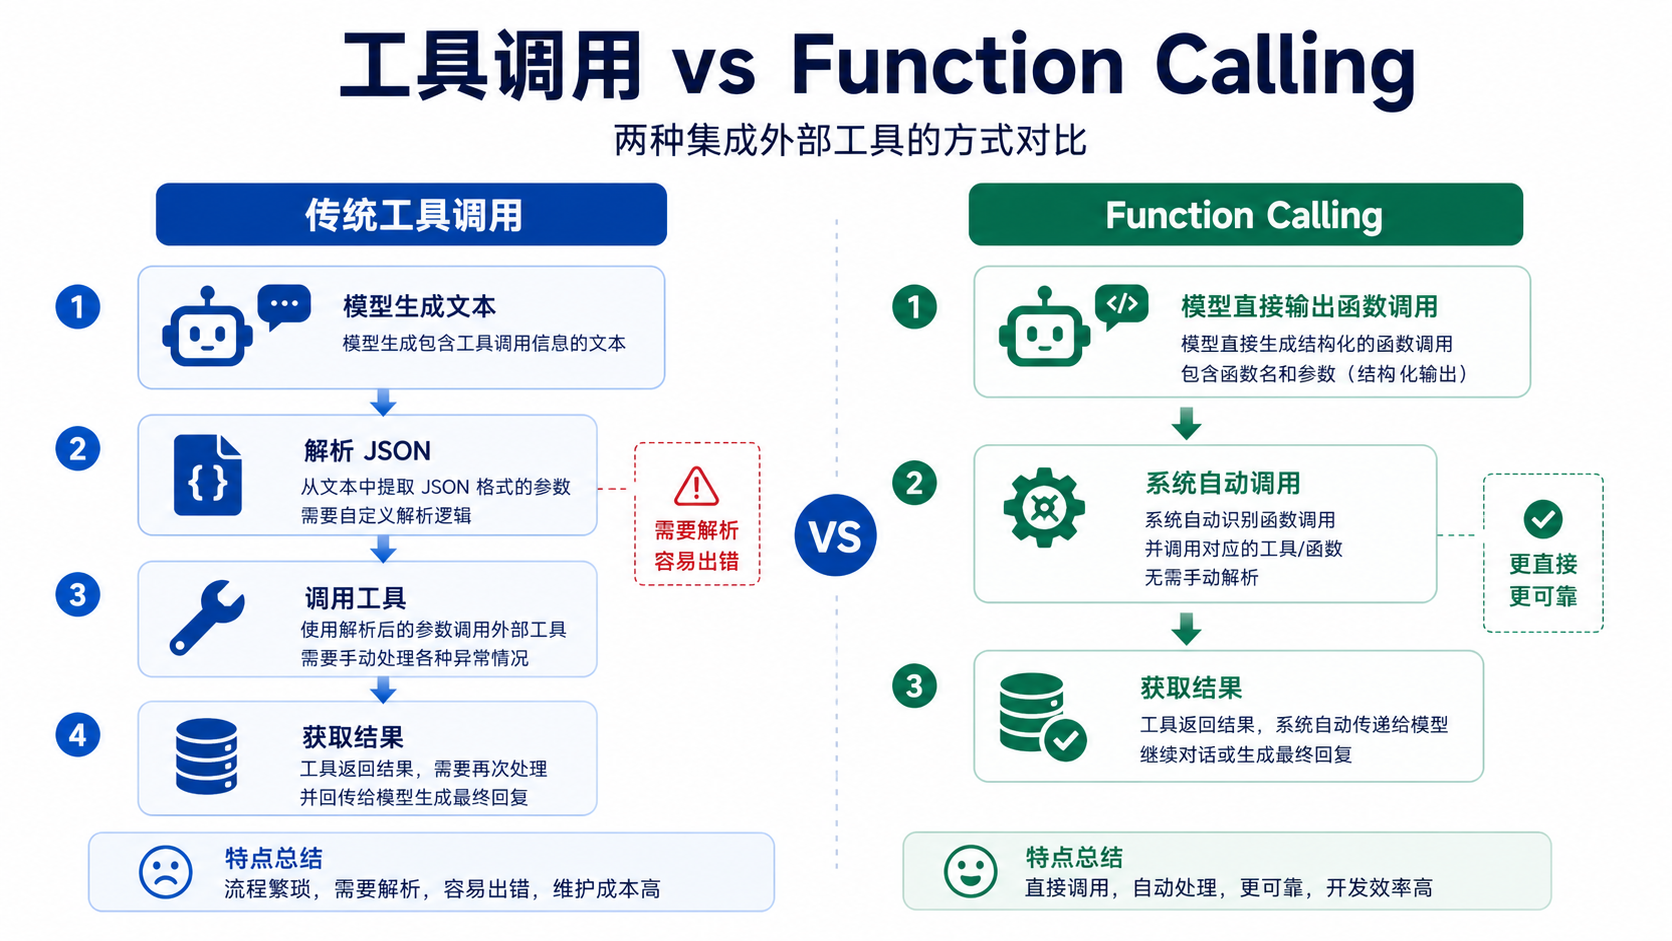 工具调用 vs Function Calling
两种集成外部工具的方式对比
传统工具调用
1
模型生成文本
模型生成包含工具调用信息的文本
2
解析 JSON
从文本中提取 JSON 格式的参数
需要自定义解析逻辑
需要解析
容易出错
3
调用工具
使用解析后的参数调用外部工具
需要手动处理各种异常情况
4
获取结果
工具返回结果，需要再次处理
并回传给模型生成最终回复
特点总结
流程繁琐，需要解析，容易出错，维护成本高
VS
Function Calling
1
</>
模型直接输出函数调用
模型直接生成结构化的函数调用
包含函数名和参数（结构化输出）
2
系统自动调用
系统自动识别函数调用
并调用对应的工具/函数
无需手动解析
更直接
更可靠
3
获取结果
工具返回结果，系统自动传递给模型
继续对话或生成最终回复
特点总结
直接调用，自动处理，更可靠，开发效率高